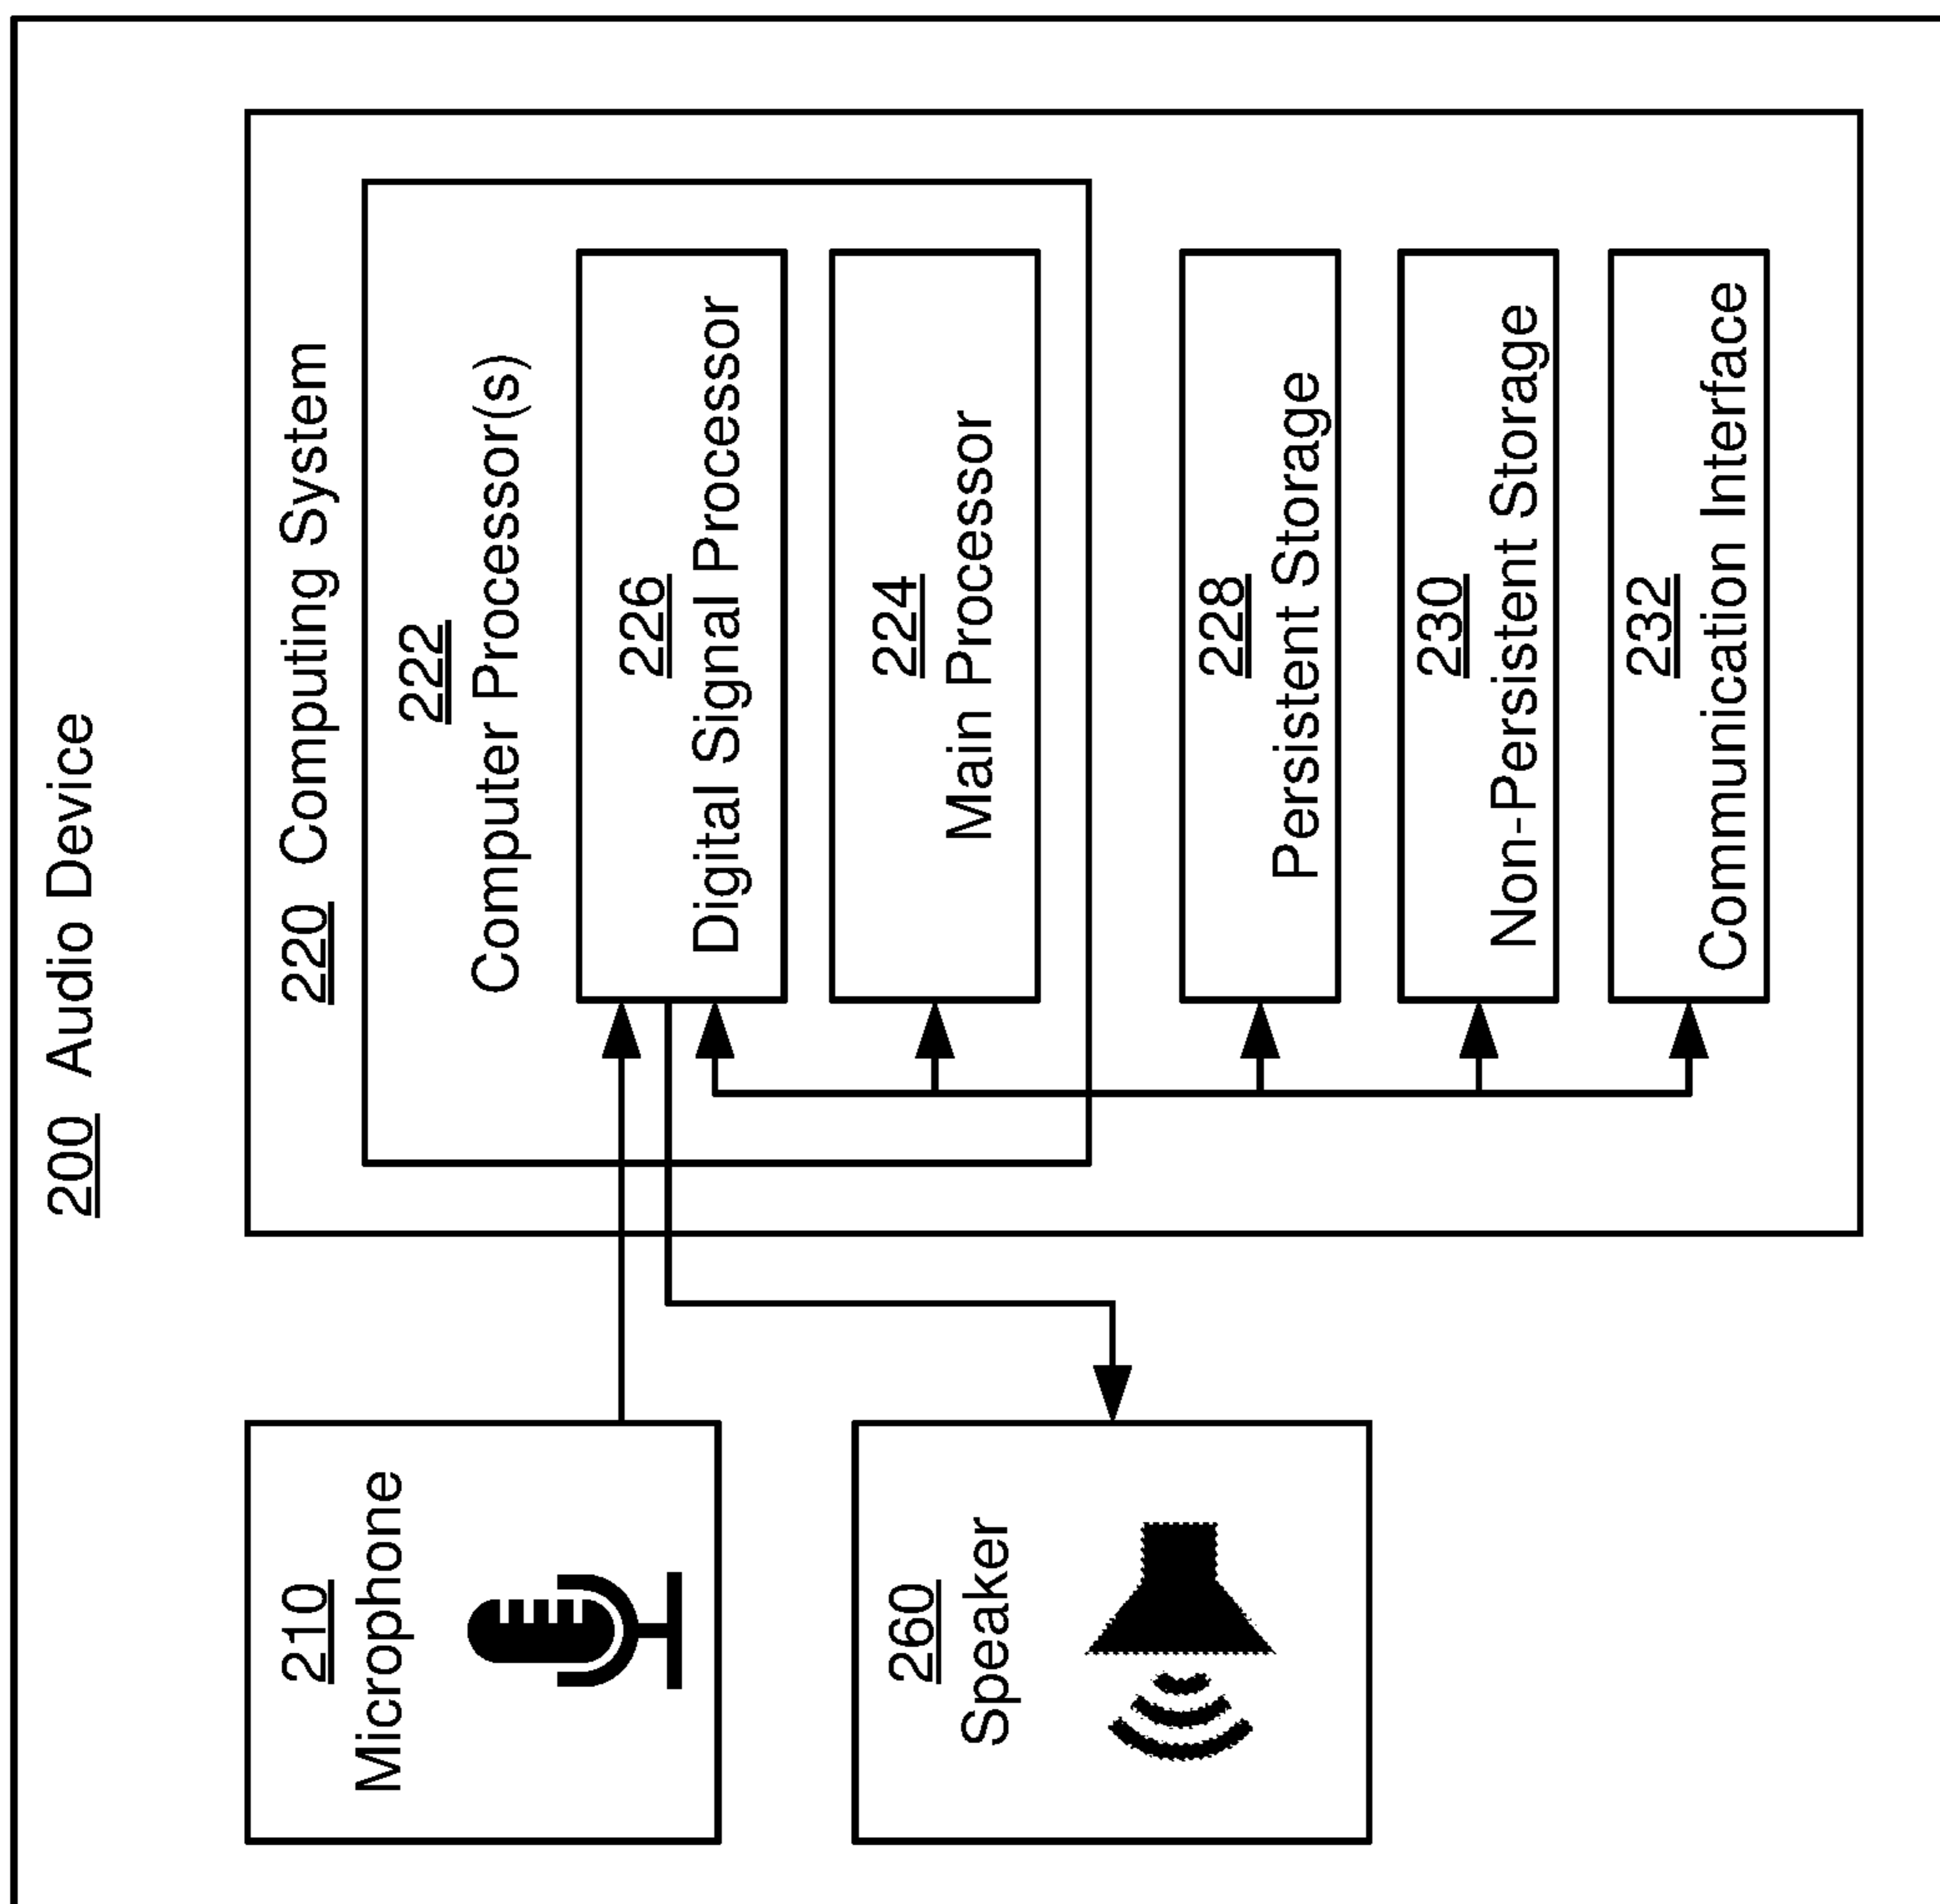 200 Audio Device
210
Microphone
260
Speaker
220 Computing System
222
Computer Processor(s)
226
Digital Signal Processor
224
Main Processor
228
Persistent Storage
230
Non-Persistent Storage
232
Communication Interface